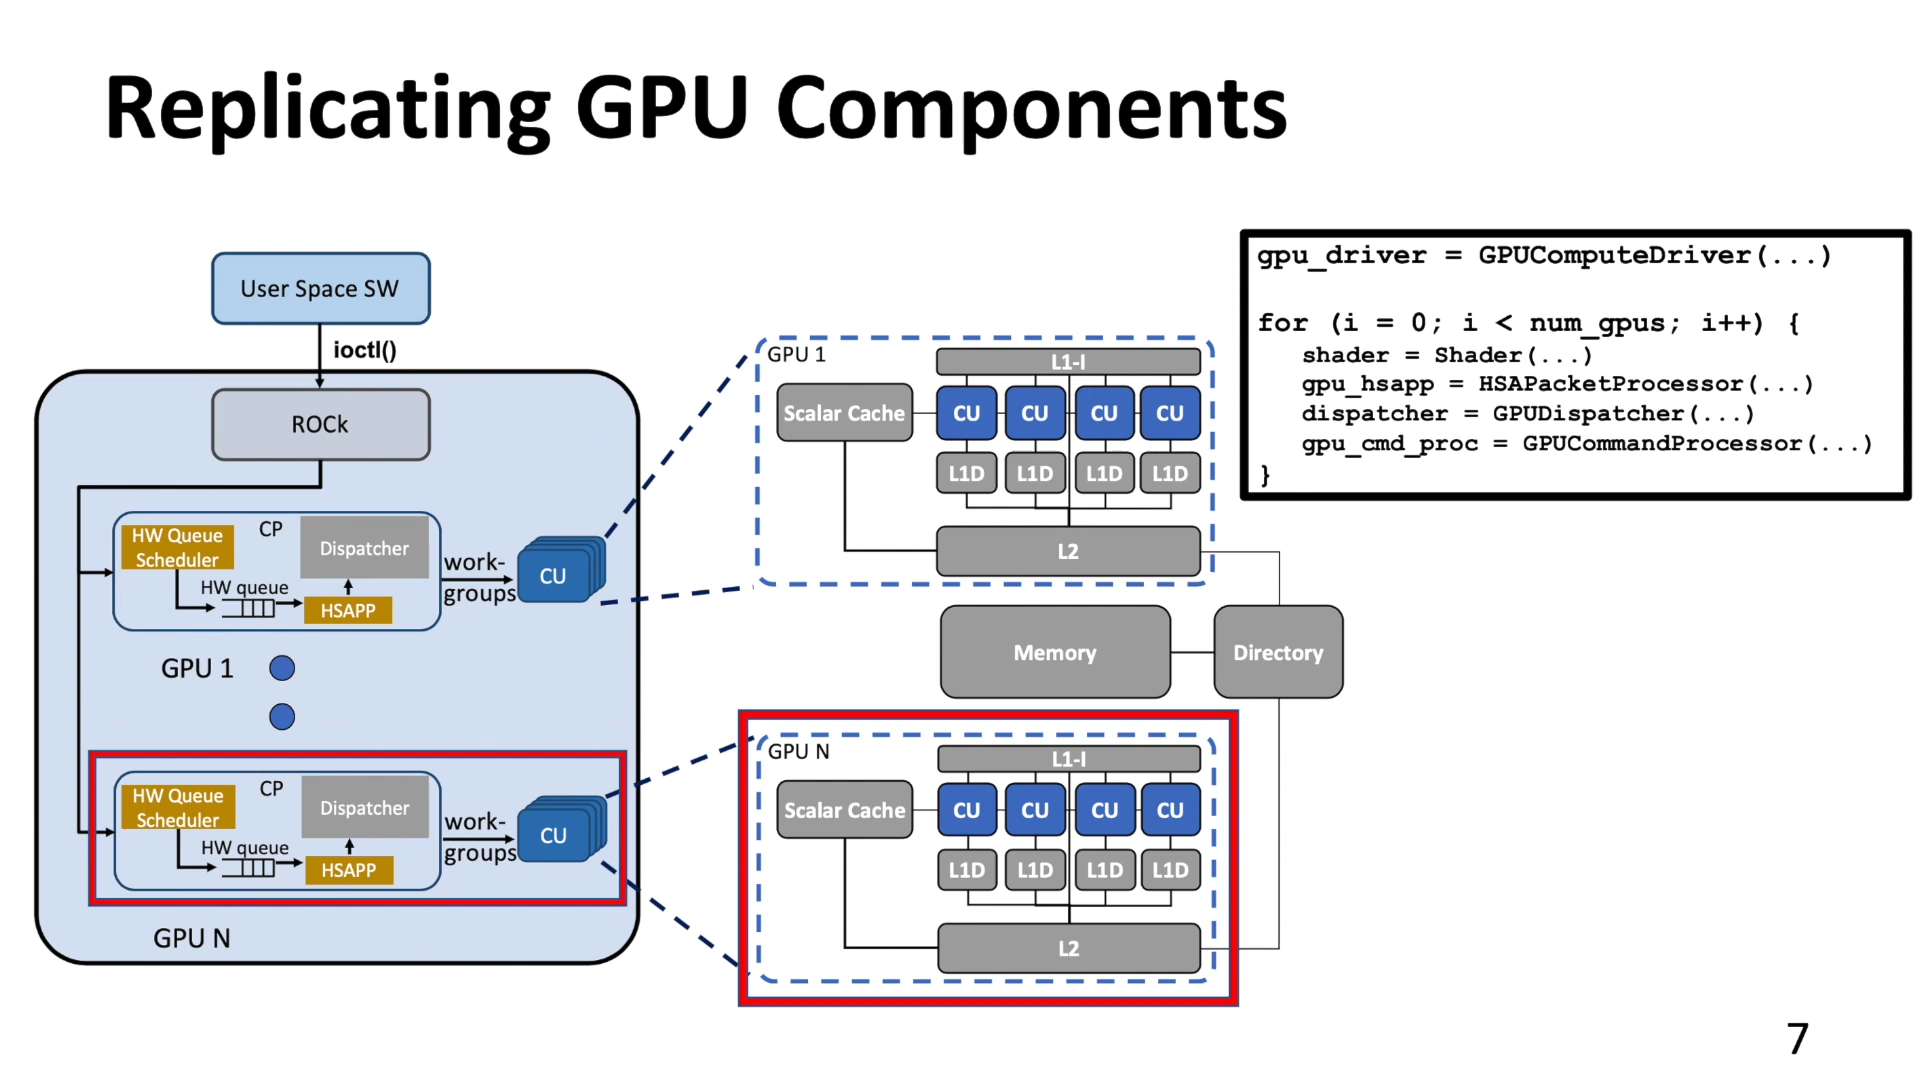 Replicating GPU Components
User Space SW
ioctl()
ROCk
HW Queue
Scheduler
CP
Dispatcher
HW queue
HSAPP
work-
groups
CU
GPU 1
HW Queue
Scheduler
CP
Dispatcher
HW queue
HSAPP
work-
groups
CU
GPU N
GPU 1
L1-I
Scalar Cache
CU CU CU CU
L1D L1D L1D L1D
L2
Memory
Directory
GPU N
L1-I
Scalar Cache
CU CU CU CU
L1D L1D L1D L1D
L2
gpu_driver = GPUComputeDriver(...)
for (i = 0; i < num_gpus; i++) {
shader = Shader(...)
gpu_hsapp = HSAPacketProcessor(...)
dispatcher = GPUDispatcher(...)
gpu_cmd_proc = GPUCommandProcessor(...)
}
7